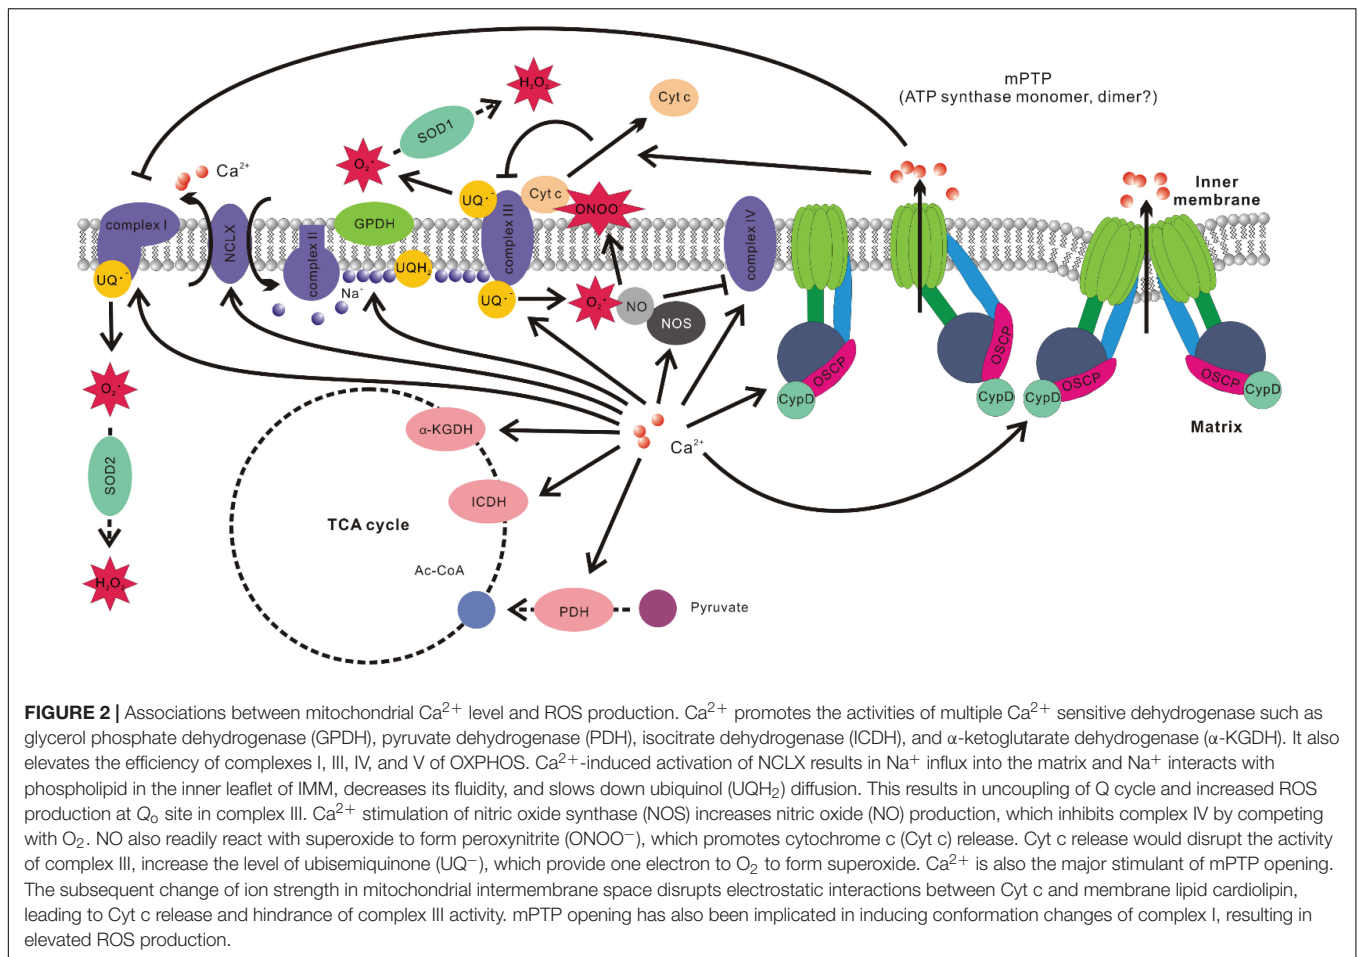 H₂O₂
Cyt c
mPTP
(ATP synthase monomer, dimer?)
SOD1
O₂•
Ca²⁺
UQ·⁻
Cyt c
ONOO⁻
Inner
membrane
complex I
NCLX
complex II
GPDH
complex III
complex IV
UQ·⁻
UQH₂
Na⁺
UQ·⁻
O₂•
NO
NOS
OSCP
CypD
OSCP
CypD
CypD
OSCP
OSCP
CypD
O₂•
α-KGDH
Ca²⁺
Matrix
SOD2
ICDH
TCA cycle
Ac-CoA
H₂O₂
PDH
Pyruvate
FIGURE 2 | Associations between mitochondrial Ca²⁺ level and ROS production. Ca²⁺ promotes the activities of multiple Ca²⁺ sensitive dehydrogenase such as
glycerol phosphate dehydrogenase (GPDH), pyruvate dehydrogenase (PDH), isocitrate dehydrogenase (ICDH), and α-ketoglutarate dehydrogenase (α-KGDH). It also
elevates the efficiency of complexes I, III, IV, and V of OXPHOS. Ca²⁺-induced activation of NCLX results in Na⁺ influx into the matrix and Na⁺ interacts with
phospholipid in the inner leaflet of IMM, decreases its fluidity, and slows down ubiquinol (UQH₂) diffusion. This results in uncoupling of Q cycle and increased ROS
production at Qₒ site in complex III. Ca²⁺ stimulation of nitric oxide synthase (NOS) increases nitric oxide (NO) production, which inhibits complex IV by competing
with O₂. NO also readily react with superoxide to form peroxynitrite (ONOO⁻), which promotes cytochrome c (Cyt c) release. Cyt c release would disrupt the activity
of complex III, increase the level of ubisemiquinone (UQ⁻), which provide one electron to O₂ to form superoxide. Ca²⁺ is also the major stimulant of mPTP opening.
The subsequent change of ion strength in mitochondrial intermembrane space disrupts electrostatic interactions between Cyt c and membrane lipid cardiolipin,
leading to Cyt c release and hindrance of complex III activity. mPTP opening has also been implicated in inducing conformation changes of complex I, resulting in
elevated ROS production.